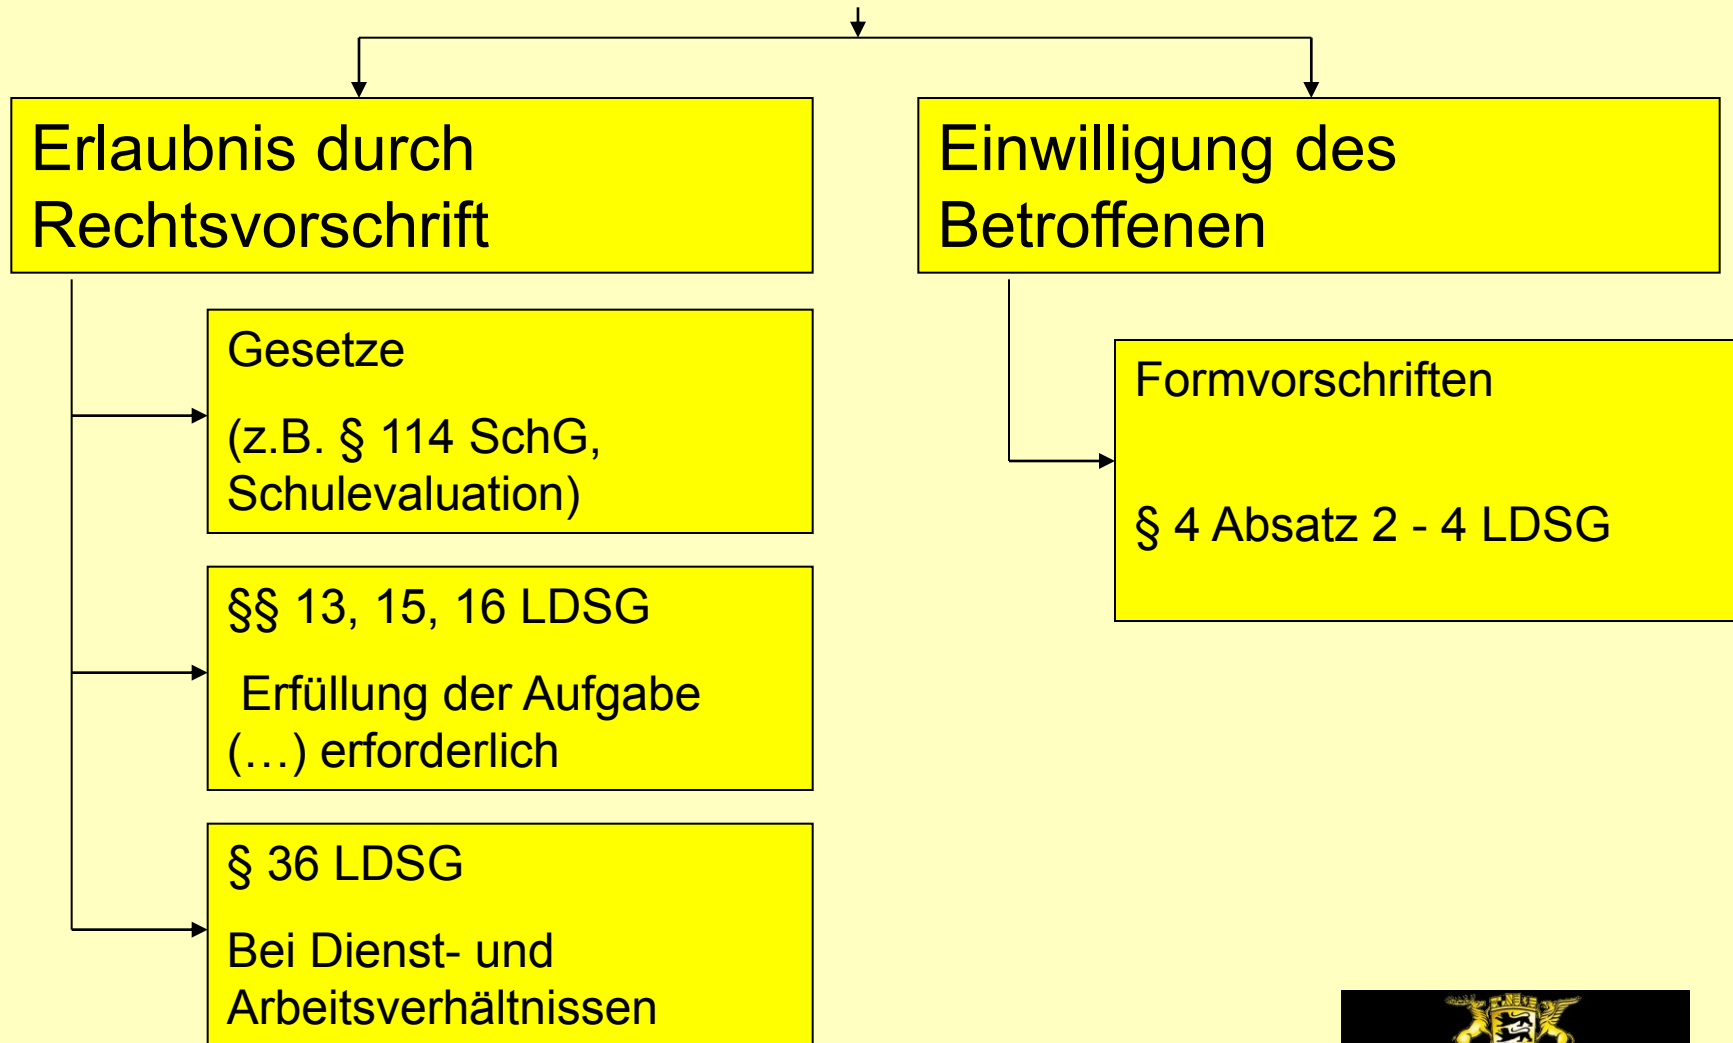 Erlaubnis durch
Rechtsvorschrift
Gesetze
(z.B. § 114 SchG,
Schulevaluation)
§§ 13, 15, 16 LDSG
Erfüllung der Aufgabe
(…) erforderlich
§ 36 LDSG
Bei Dienst- und
Arbeitsverhältnissen
Einwilligung des
Betroffenen
Formvorschriften
§ 4 Absatz 2 - 4 LDSG